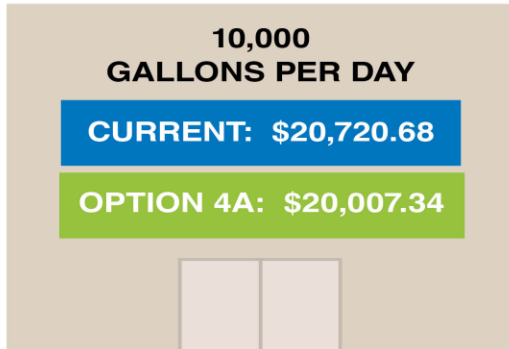 10,000
GALLONS PER DAY
CURRENT: $20,720.68
OPTION 4A: $20,007.34